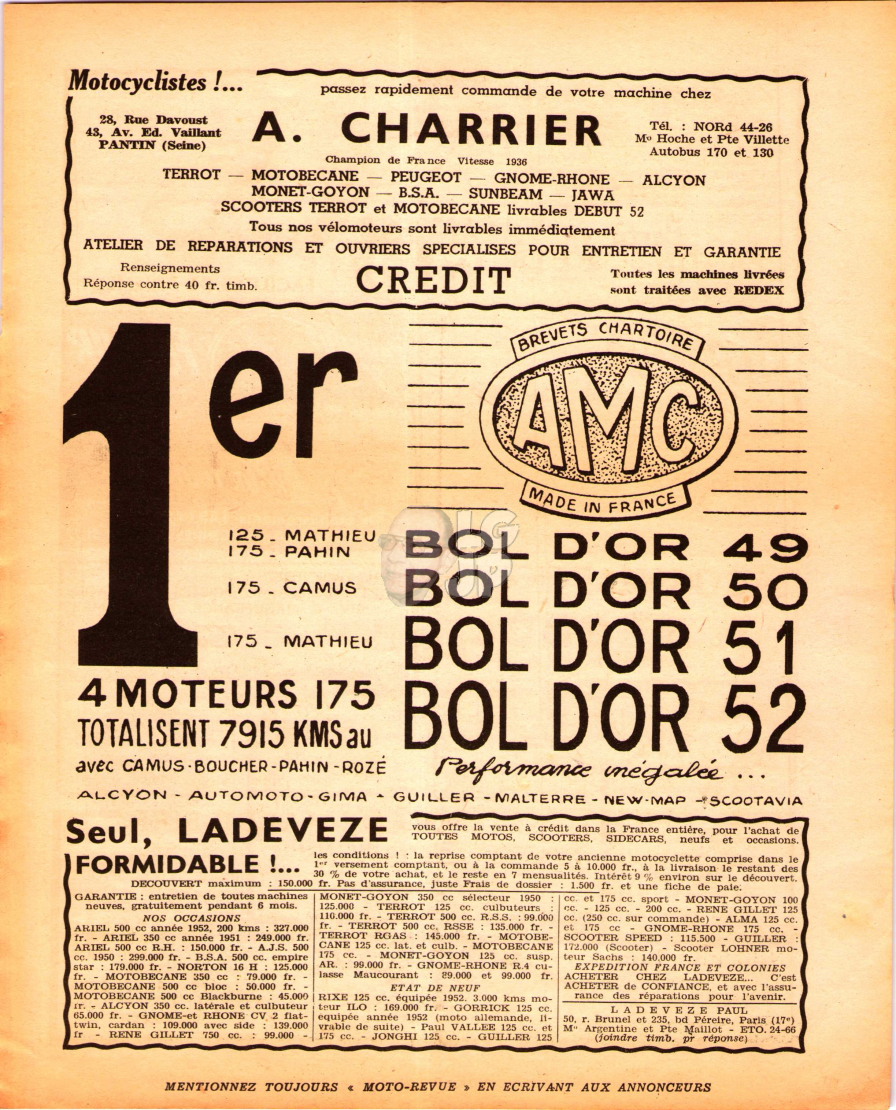 Motocyclistes !...
passez rapidement commande de votre machine chez
28, Rue Davoust
43, Av. Ed. Vaillant
PANTIN (Seine)
A. CHARRIER
Tél. : NORd 44-26
Mº Hoche et Pte Villette
Autobus 170 et 130
Champion de France Vitesse 1936
TERROT — MOTOBECANE — PEUGEOT — GNOME-RHONE — ALCYON
MONET-GOYON — B.S.A. — SUNBEAM — JAWA
SCOOTERS TERROT et MOTOBECANE livrables DEBUT 52
Tous nos vélomoteurs sont livrables immédiatement
ATELIER DE REPARATIONS ET OUVRIERS SPECIALISES POUR ENTRETIEN ET GARANTIE
Renseignements
Réponse contre 40 fr. timb.
CREDIT
Toutes les machines livrées
sont traitées avec REDEX
1er
BREVETS CHARTOIRE
AMC
MADE IN FRANCE
125 - MATHIEU
175 - PAHIN
BOL D'OR 49
175 - CAMUS
BOL D'OR 50
175 - MATHIEU
BOL D'OR 51
4 MOTEURS 175
TOTALISENT 7915 KMS au
BOL D'OR 52
avec CAMUS-BOUCHER-PAHIN-ROZÉ
Performance inégalée ...
ALCYON - AUTOMOTO - GIMA - GUILLER - MALTERRE - NEW-MAP - SCOOTAVIA
Seul, LADEVEZE
vous offre la vente à crédit dans la France entière, pour l'achat de
TOUTES MOTOS, SCOOTERS, SIDECARS, neufs et occasions.
FORMIDABLE !...
les conditions ! : la reprise comptant de votre ancienne motocyclette comprise dans le
1er versement comptant, ou à la commande 5 à 10.000 fr., à la livraison le restant des
30 % de votre achat, et le reste en 7 mensualités. Intérêt 9 % environ sur le découvert.
DECOUVERT maximum : 150.000 fr. Pas d'assurance, juste Frais de dossier : 1.500 fr. et une fiche de paie.
GARANTIE : entretien de toutes machines
neuves, gratuitement pendant 6 mois.
NOS OCCASIONS
ARIEL 500 cc année 1952, 200 kms : 327.000
fr. - ARIEL 350 cc année 1951 : 249.000 fr.
ARIEL 500 cc R.H. : 150.000 fr. - A.J.S. 500
cc. 1950 : 299.000 fr. - B.S.A. 500 cc. empire
star : 179.000 fr. - NORTON 16 H : 125.000
fr. - MOTOBECANE 350 cc : 79.000 fr. -
MOTOBECANE 500 cc bloc : 50.000 fr. -
MOTOBECANE 500 cc Blackburne : 45.000
fr. - ALCYON 350 cc. latérale et culbuteur
65.000 fr. - GNOME-et RHONE CV 2 flat-
twin, cardan : 109.000 avec side : 139.000
fr - RENE GILLET 750 cc. : 99.000 -
MONET-GOYON 350 cc sélecteur 1950 :
125.000 - TERROT 125 cc. culbuteurs :
110.000 fr. - TERROT 500 cc. R.S.S. : 99.000
fr. - TERROT 500 cc. RSSE : 135.000 fr. -
TERROT RGAS : 145.000 fr. - MOTOBE-
CANE 125 cc. lat. et culb. - MOTOBECANE
175 cc. - MONET-GOYON 125 cc. susp.
AR. : 99.000 fr. - GNOME-RHONE R.4 cu-
lasse Maucourant : 89.000 et 99.000 fr.
ETAT DE NEUF
RIXE 125 cc. équipée 1952. 3.000 kms mo-
teur ILO : 169.000 fr. - GORRICK 125 cc.
equipée année 1952 (moto allemande, li-
vrable de suite) - Paul VALLEE 125 cc. et
175 cc. - JONGHI 125 cc. - GUILLER 125
cc. et 175 cc. sport - MONET-GOYON 100
cc. - 125 cc. - 200 cc. - RENE GILLET 125
cc. (250 cc. sur commande) - ALMA 125 cc.
et 175 cc - GNOME-RHONE 175 cc. -
SCOOTER SPEED : 115.500 - GUILLER :
172.000 (Scooter) - Scooter LOHNER mo-
teur Sachs : 140.000 fr.
EXPEDITION FRANCE ET COLONIES
ACHETER CHEZ LADEVEZE... C'est
ACHETER de CONFIANCE, et avec l'assu-
rance des réparations pour l'avenir.
LADEVEZE PAUL
50, r. Brunel et 235, bd Péreire, Paris (17e)
Mº Argentine et Pte Maillot - ETO. 24-66
(joindre timb. pr réponse)
MENTIONNEZ TOUJOURS « MOTO-REVUE » EN ECRIVANT AUX ANNONCEURS